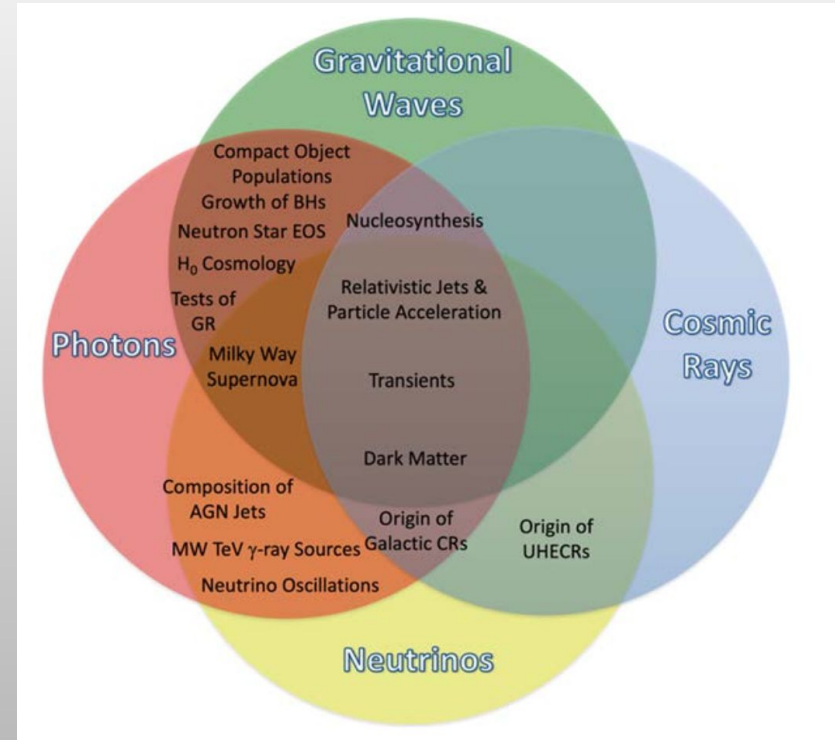 Gravitational
Waves
Compact Object
Populations
Growth of BHs
Neutron Star EOS
H₀ Cosmology
Tests of
GR
Nucleosynthesis
Relativistic Jets &
Particle Acceleration
Photons
Cosmic
Rays
Milky Way
Supernova
Transients
Dark Matter
Composition of
AGN Jets
MW TeV γ-ray Sources
Neutrino Oscillations
Origin of
Galactic CRs
Origin of
UHECRs
Neutrinos